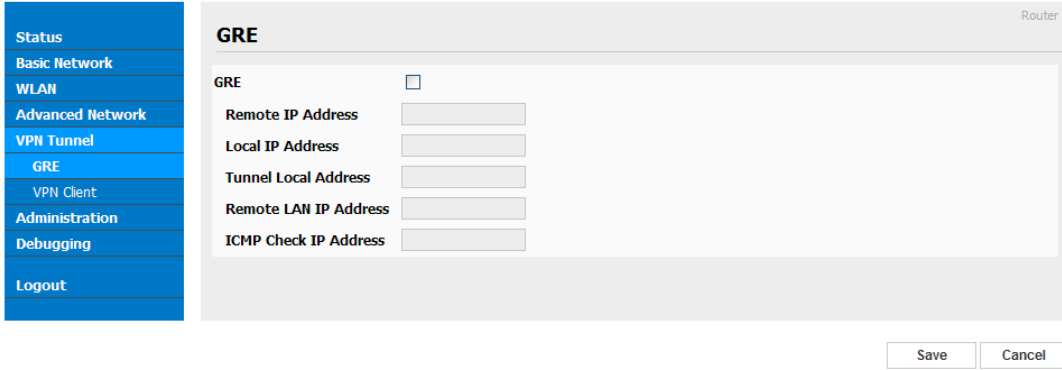 Router
Status
Basic Network
WLAN
Advanced Network
VPN Tunnel
GRE
VPN Client
Administration
Debugging
Logout
GRE
GRE
Remote IP Address
Local IP Address
Tunnel Local Address
Remote LAN IP Address
ICMP Check IP Address
Save
Cancel